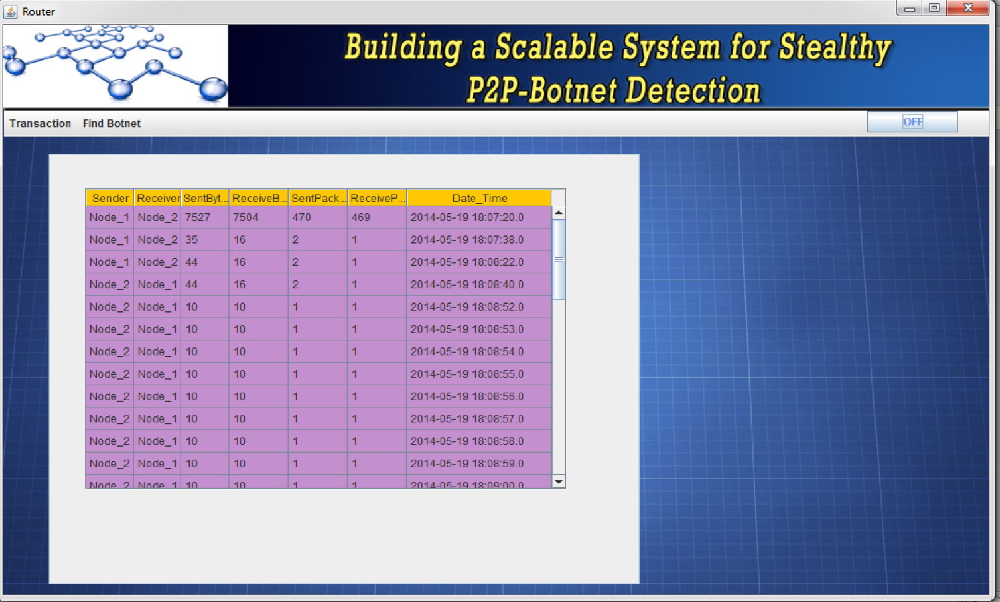 Router
Building a Scalable System for Stealthy
P2P-Botnet Detection
Transaction Find Botnet OFF
Sender Receiver SentByt... ReceiveB... SentPack... ReceiveP... Date_Time
Node_1 Node_2 7527 7504 470 469 2014-05-19 18:07:20.0
Node_1 Node_2 35 16 2 1 2014-05-19 18:07:38.0
Node_1 Node_2 44 16 2 1 2014-05-19 18:08:22.0
Node_2 Node_1 44 16 2 1 2014-05-19 18:08:40.0
Node_2 Node_1 10 10 1 1 2014-05-19 18:08:52.0
Node_2 Node_1 10 10 1 1 2014-05-19 18:08:53.0
Node_2 Node_1 10 10 1 1 2014-05-19 18:08:54.0
Node_2 Node_1 10 10 1 1 2014-05-19 18:08:55.0
Node_2 Node_1 10 10 1 1 2014-05-19 18:08:56.0
Node_2 Node_1 10 10 1 1 2014-05-19 18:08:57.0
Node_2 Node_1 10 10 1 1 2014-05-19 18:08:58.0
Node_2 Node_1 10 10 1 1 2014-05-19 18:08:59.0
Node_2 Node_1 10 10 1 1 2014-05-19 18:09:00.0